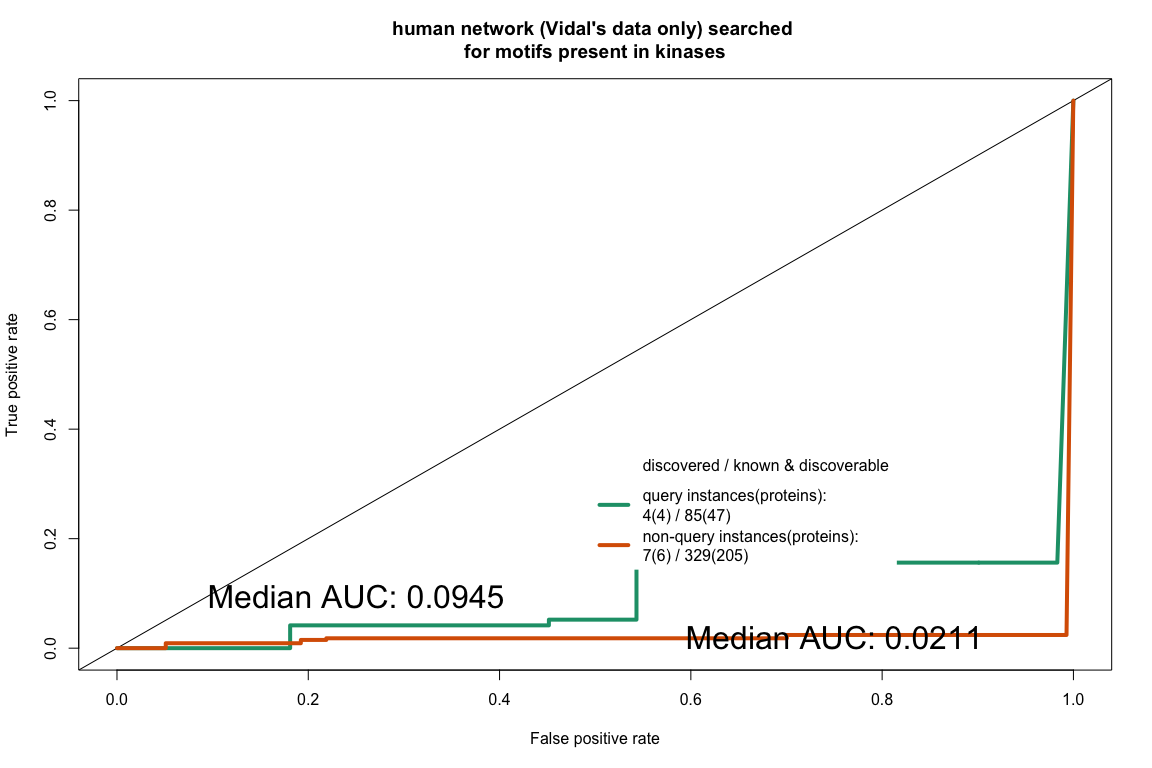 human network (Vidal's data only) searched
for motifs present in kinases
True positive rate
1.0
0.8
0.6
0.4
0.2
0.0
discovered / known & discoverable
query instances(proteins):
4(4) / 85(47)
non-query instances(proteins):
7(6) / 329(205)
Median AUC: 0.0945
Median AUC: 0.0211
0.0 0.2 0.4 0.6 0.8 1.0
False positive rate